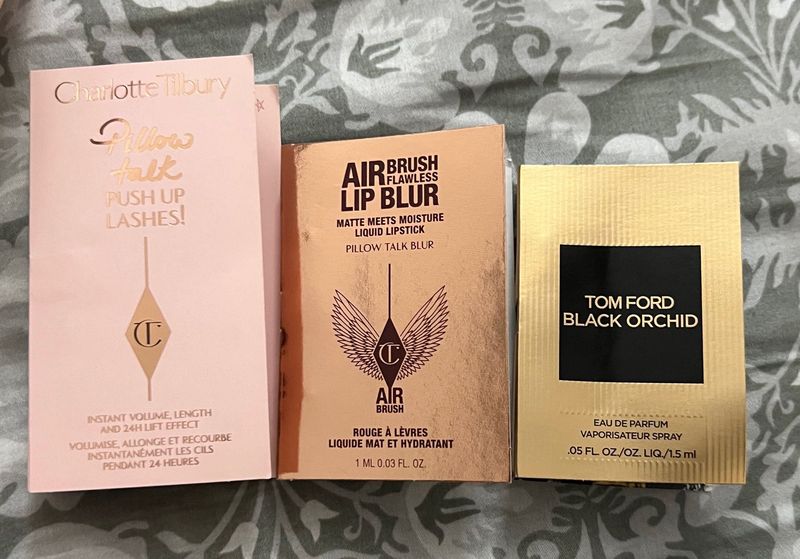 Charlotte Tilbury
Pillow
talk
PUSH UP
LASHES!
CT
INSTANT VOLUME, LENGTH
AND 24H LIFT EFFECT
VOLUMISE, ALLONGE ET RECOURBE
INSTANTANÉMENT LES CILS
PENDANT 24 HEURES
AIRBRUSH
FLAWLESS
LIP BLUR
MATTE MEETS MOISTURE
LIQUID LIPSTICK
PILLOW TALK BLUR
CT
AIR
BRUSH
ROUGE À LÈVRES
LIQUIDE MAT ET HYDRATANT
1 ML 0.03 FL. OZ.
TOM FORD
BLACK ORCHID
EAU DE PARFUM
VAPORISATEUR SPRAY
.05 FL. OZ./OZ. LIQ./1.5 ml